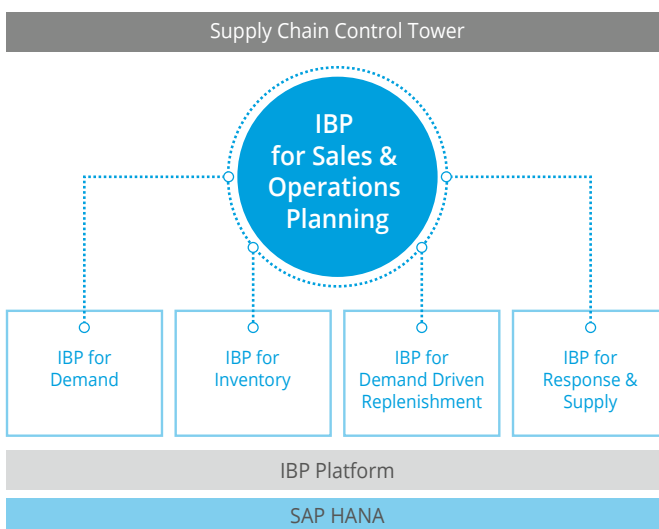 Supply Chain Control Tower
IBP
for Sales &
Operations
Planning
IBP for
Demand
IBP for
Inventory
IBP for
Demand Driven
Replenishment
IBP for
Response &
Supply
IBP Platform
SAP HANA